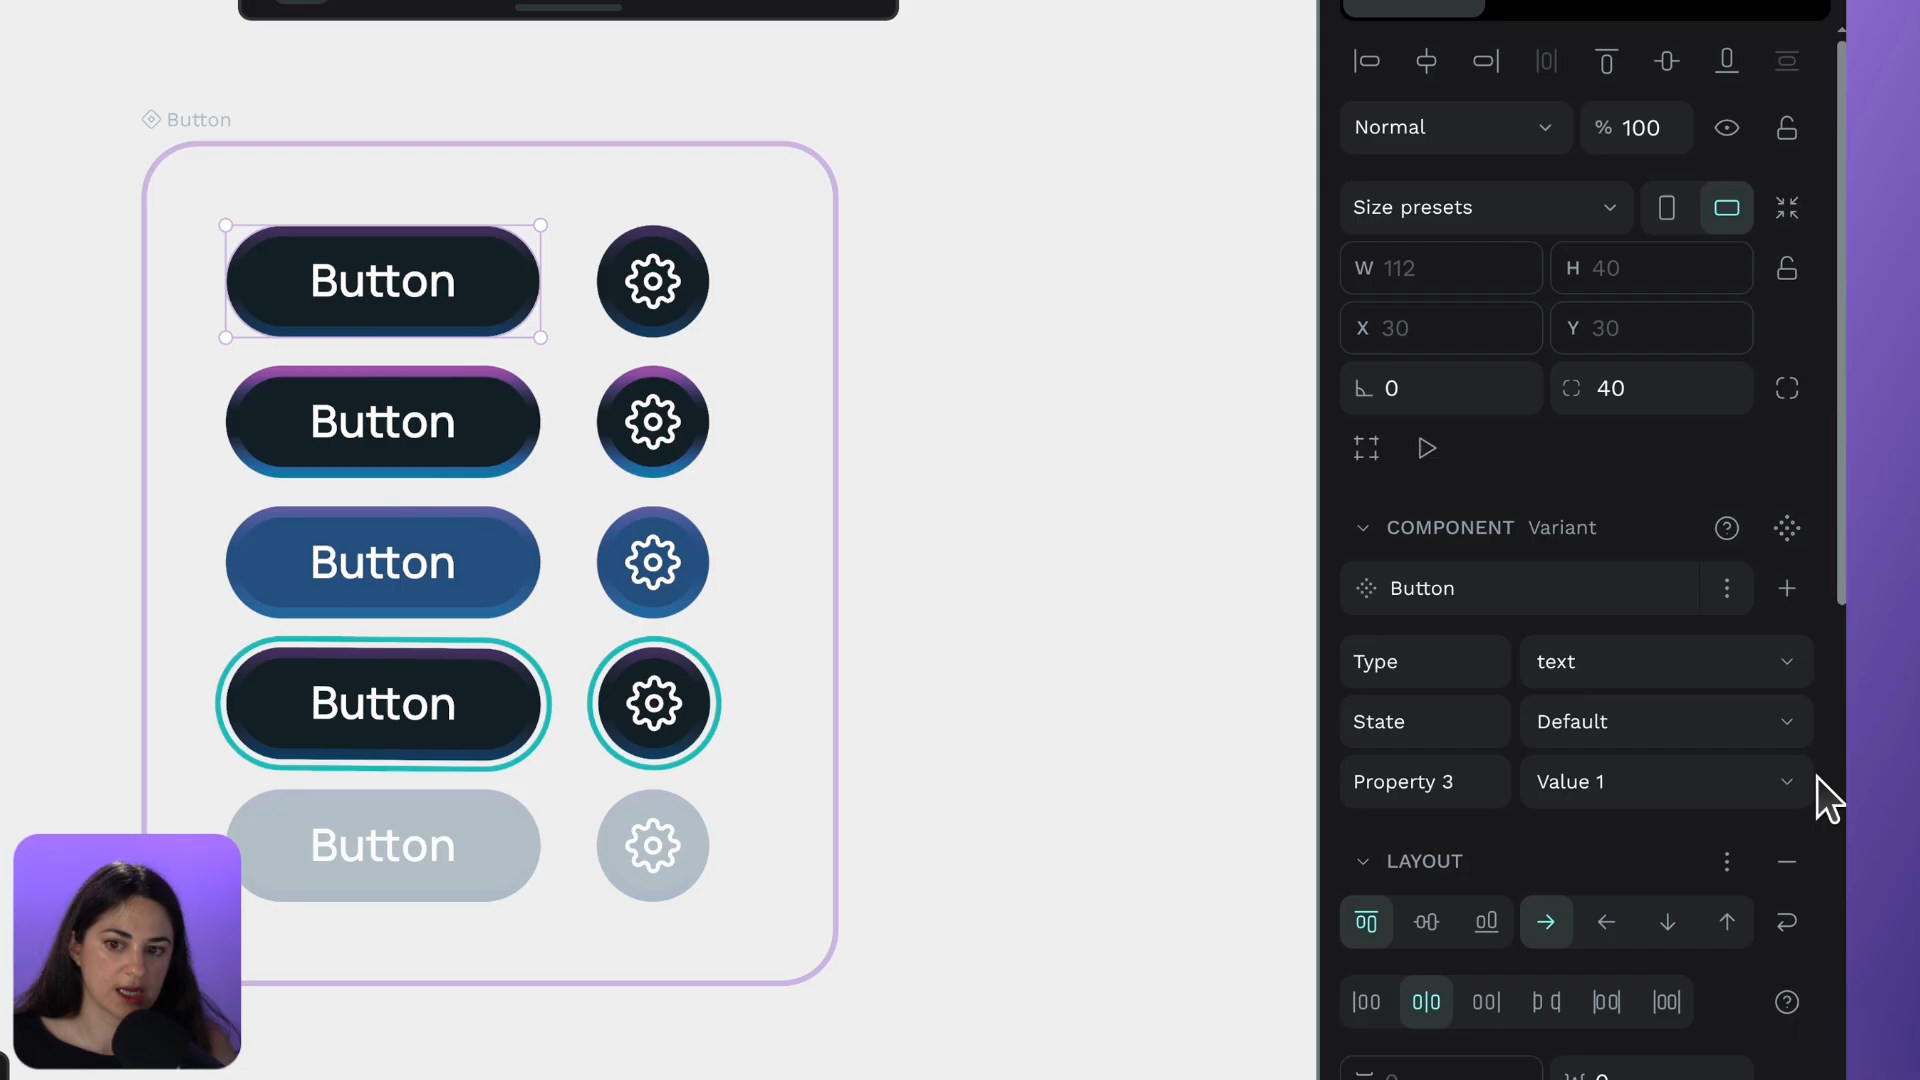 Button
Button
Button
Button
Button
Button
Normal
% 100
Size presets
W 112
H 40
X 30
Y 30
0
40
COMPONENT Variant
Button
Type
text
State
Default
Property 3
Value 1
LAYOUT